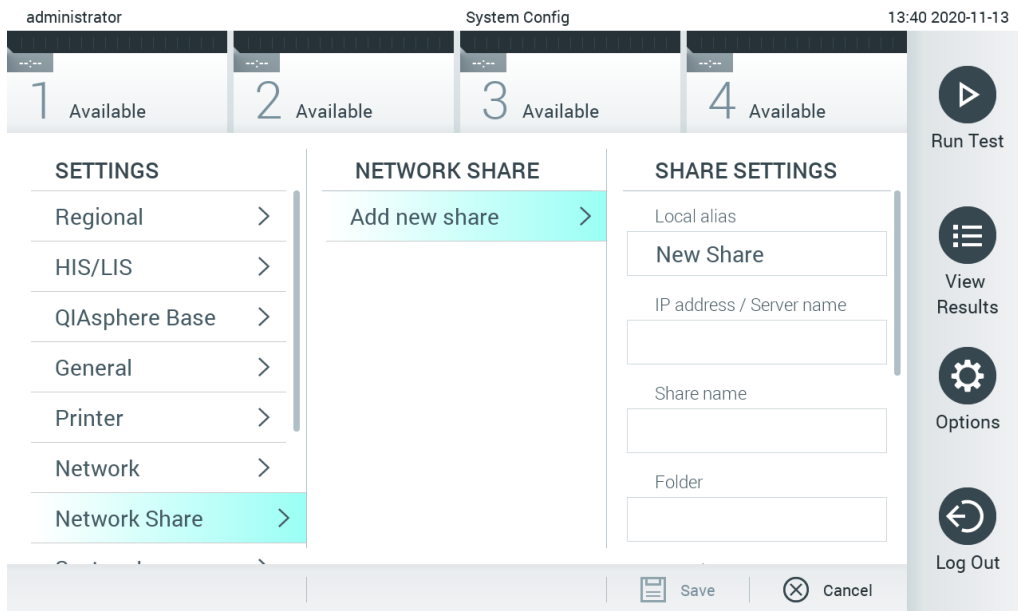 administrator
System Config
13:40 2020-11-13
--:--
1 Available
--:--
2 Available
--:--
3 Available
--:--
4 Available
SETTINGS
Regional
HIS/LIS
QIAsphere Base
General
Printer
Network
Network Share
NETWORK SHARE
Add new share
SHARE SETTINGS
Local alias
New Share
IP address / Server name
Share name
Folder
Save
Cancel
Run Test
View
Results
Options
Log Out